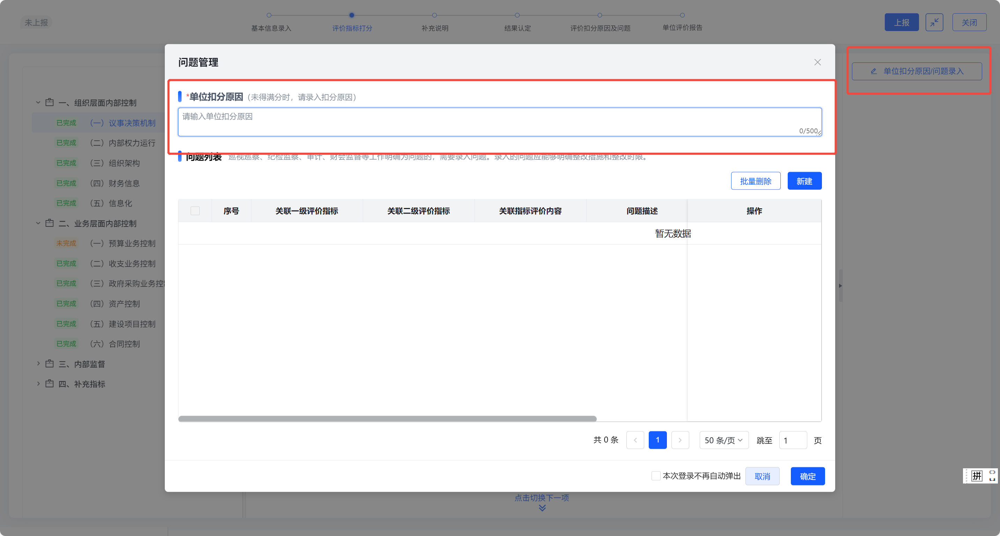 未上报
基本信息录入
评价指标打分
补充说明
结果认定
评价扣分原因及问题
单位评价报告
上报
关闭
单位扣分原因/问题录入
一、组织层面内部控制
已完成 （一）议事决策机制
已完成 （二）内部权力运行
已完成 （三）组织架构
已完成 （四）财务信息
已完成 （五）信息化
二、业务层面内部控制
未完成 （一）预算业务控制
已完成 （二）收支业务控制
已完成 （三）政府采购业务控
已完成 （四）资产控制
已完成 （五）建设项目控制
已完成 （六）合同控制
三、内部监督
四、补充指标
问题管理
*单位扣分原因（未得满分时，请录入扣分原因）
请输入单位扣分原因
0/500
问题列表 巡视巡察、纪检监察、审计、财会监督等工作明确为问题的，需要录入问题。录入的问题应能够明确整改措施和整改时限。
批量删除 新建
序号 关联一级评价指标 关联二级评价指标 关联指标评价内容 问题描述 操作
暂无数据
共 0 条 1 50 条/页 跳至 1 页
本次登录不再自动弹出 取消 确定
点击切换下一项
拼